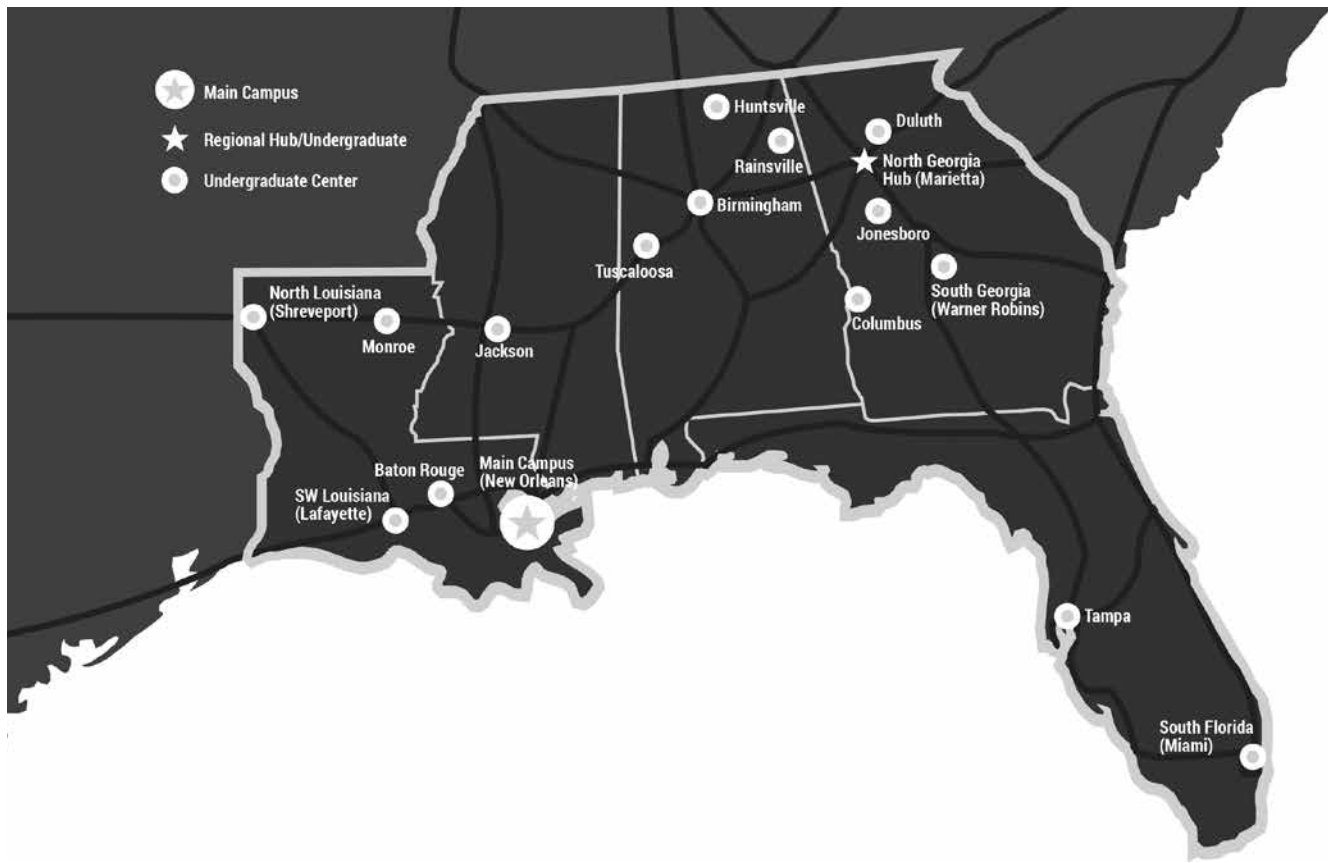 Main Campus
Regional Hub/Undergraduate
Undergraduate Center
Huntsville
Rainsville
Duluth
North Georgia
Hub (Marietta)
Birmingham
Jonesboro
Tuscaloosa
South Georgia
(Warner Robins)
Columbus
North Louisiana
(Shreveport)
Monroe
Jackson
Baton Rouge
Main Campus
(New Orleans)
SW Louisiana
(Lafayette)
Tampa
South Florida
(Miami)